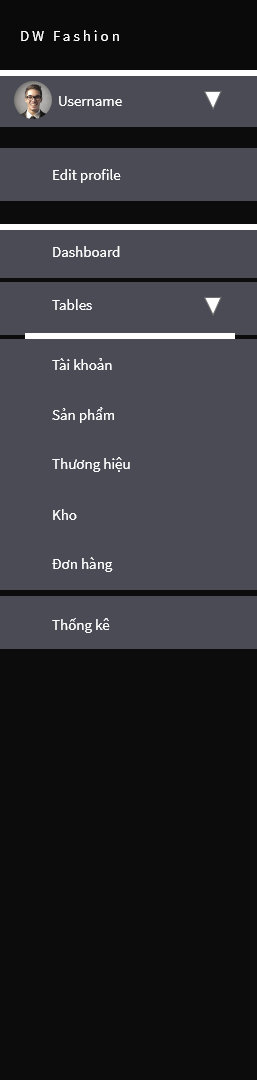 DW Fashion
Username
Edit profile
Dashboard
Tables
Tài khoản
Sản phẩm
Thương hiệu
Kho
Đơn hàng
Thống kê